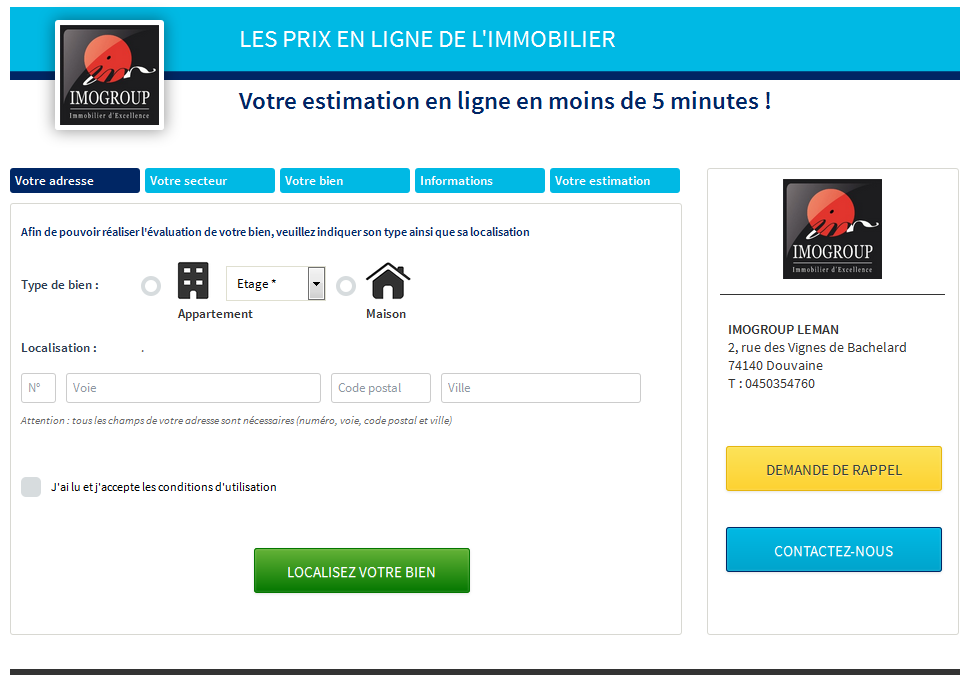 LES PRIX EN LIGNE DE L'IMMOBILIER
im
IMOGROUP
Immobilier d'Excellence
Votre estimation en ligne en moins de 5 minutes !
Votre adresse
Votre secteur
Votre bien
Informations
Votre estimation
Afin de pouvoir réaliser l'évaluation de votre bien, veuillez indiquer son type ainsi que sa localisation
Type de bien :
Etage *
Appartement
Maison
Localisation : .
N°
Voie
Code postal
Ville
Attention : tous les champs de votre adresse sont nécessaires (numéro, voie, code postal et ville)
J'ai lu et j'accepte les conditions d'utilisation
LOCALISEZ VOTRE BIEN
im
IMOGROUP
Immobilier d'Excellence
IMOGROUP LEMAN
2, rue des Vignes de Bachelard
74140 Douvaine
T : 0450354760
DEMANDE DE RAPPEL
CONTACTEZ-NOUS